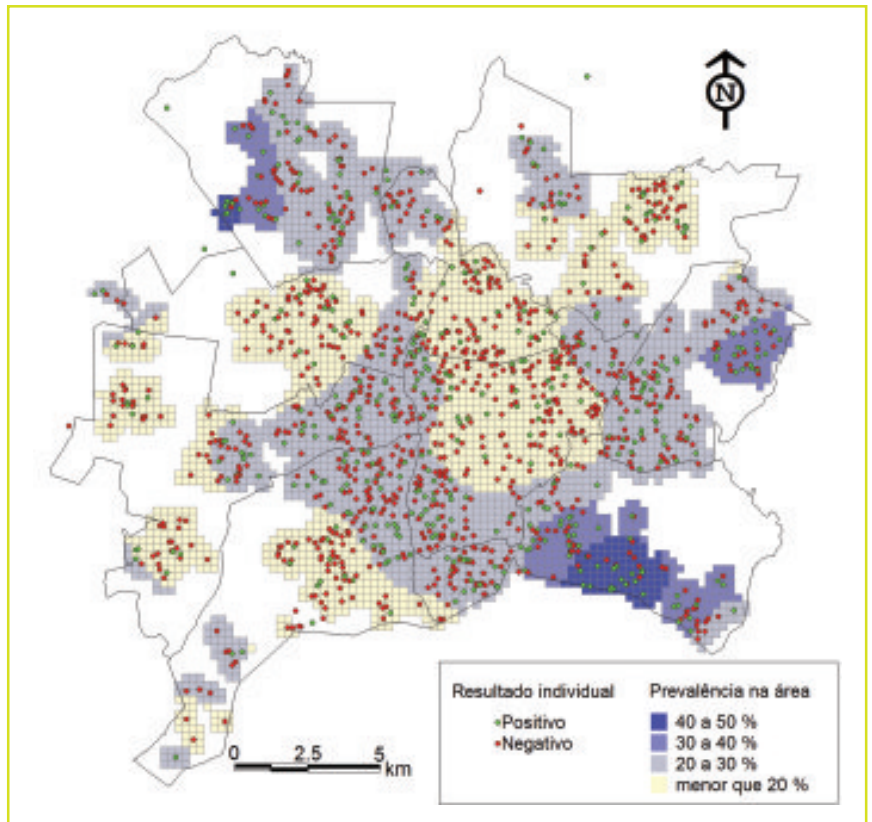 N
Resultado individual
Positivo
Negativo
Prevalência na área
40 a 50 %
30 a 40 %
20 a 30 %
menor que 20 %
0 2,5 5
km